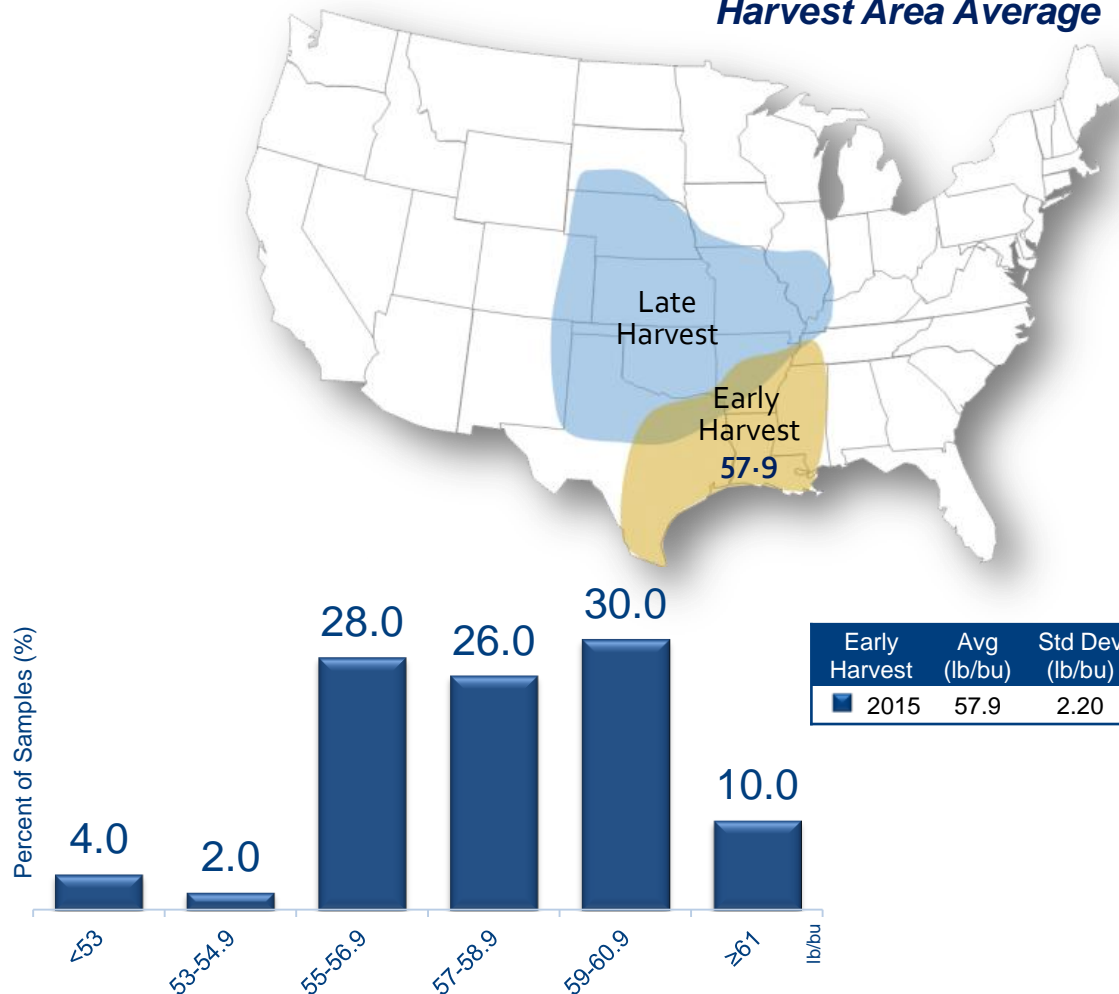 Harvest Area Average
Late
Harvest
Early
Harvest
57.9
Percent of Samples (%)
4.0
2.0
28.0
26.0
30.0
10.0
<53
53-54.9
55-56.9
57-58.9
59-60.9
≥61
lb/bu
Early Avg Std Dev
Harvest (lb/bu) (lb/bu)
2015 57.9 2.20